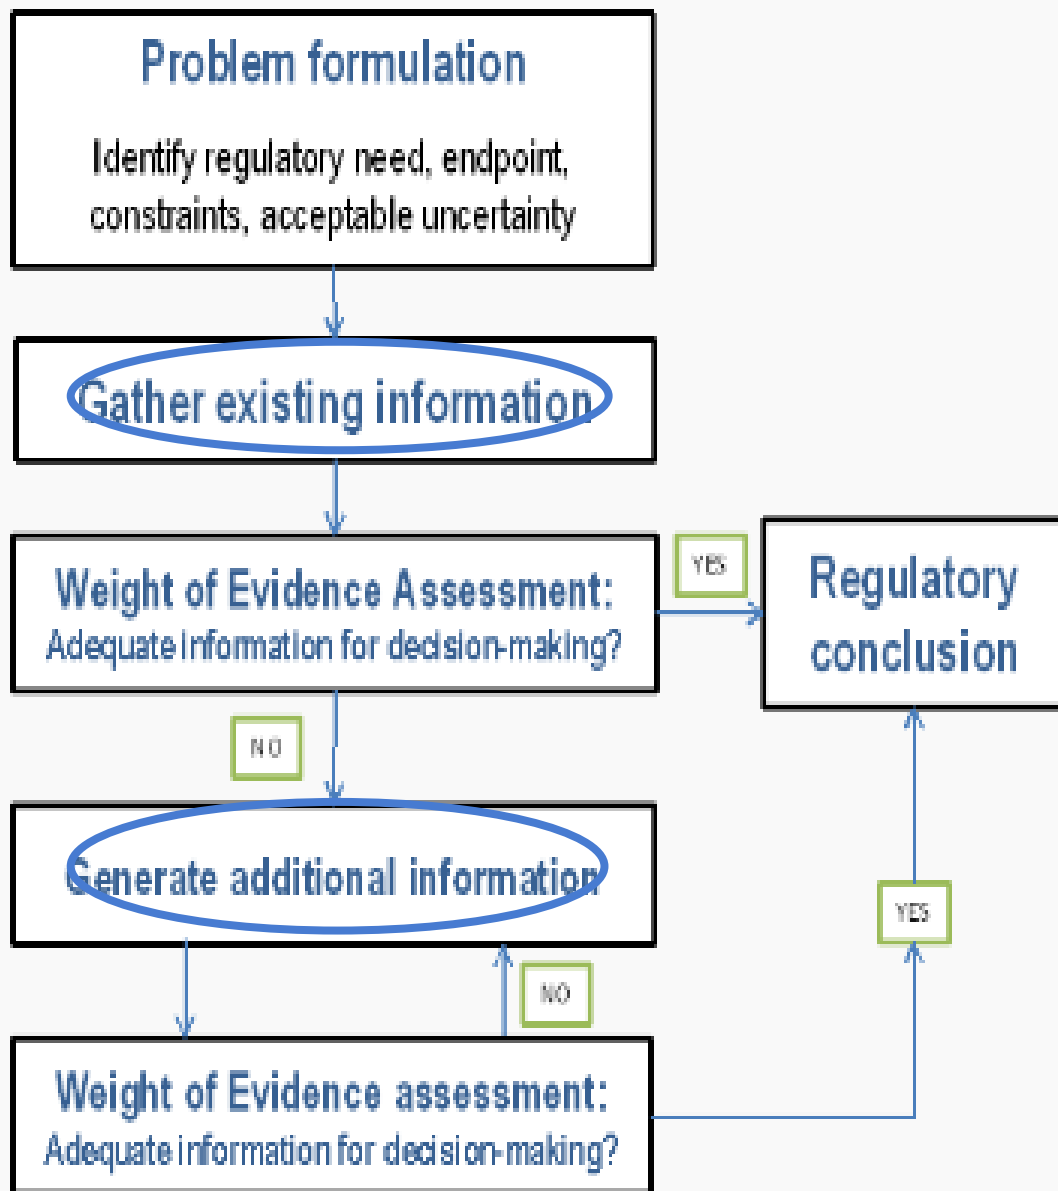 Problem formulation
Identify regulatory need, endpoint,
constraints, acceptable uncertainty
Gather existing information
Weight of Evidence Assessment:
Adequate information for decision-making?
YES
Regulatory
conclusion
NO
Generate additional information
YES
NO
Weight of Evidence assessment:
Adequate information for decision-making?